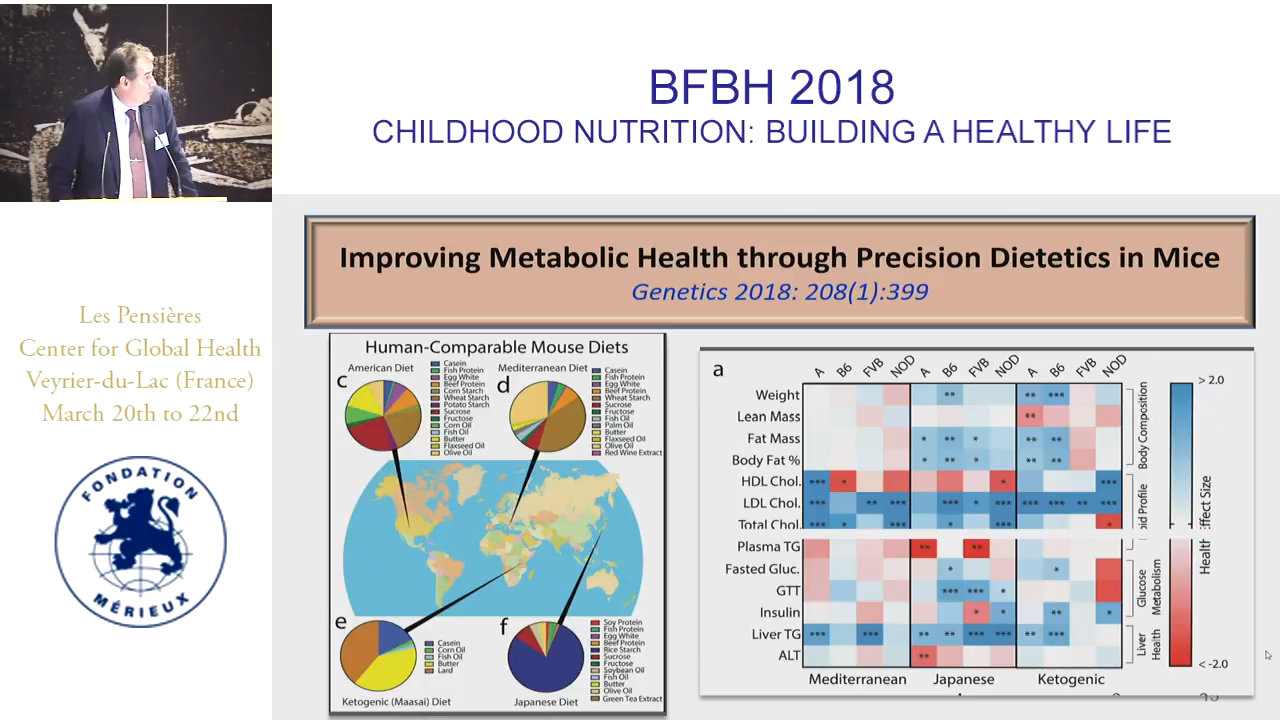 BFBH 2018
CHILDHOOD NUTRITION: BUILDING A HEALTHY LIFE
Les Pensières
Center for Global Health
Veyrier-du-Lac (France)
March 20th to 22nd
FONDATION
MÉRIEUX
Improving Metabolic Health through Precision Dietetics in Mice
Genetics 2018: 208(1):399
Human-Comparable Mouse Diets
American Diet
c
Casein
Fish Protein
Egg White
Beef Protein
Corn Starch
Wheat Starch
Potato Starch
Sucrose
Fructose
Corn Oil
Fish Oil
Butter
Flaxseed Oil
Olive Oil
Mediterranean Diet
d
Casein
Fish Protein
Egg White
Beef Protein
Wheat Starch
Sucrose
Fructose
Fish Oil
Palm Oil
Butter
Flaxseed Oil
Olive Oil
Red Wine Extract
e
Casein
Corn Oil
Fish Oil
Butter
Lard
Ketogenic (Maasai) Diet
f
Soy Protein
Fish Protein
Egg White
Beef Protein
Rice Starch
Sucrose
Fructose
Soybean Oil
Fish Oil
Butter
Olive Oil
Green Tea Extract
Japanese Diet
a
A B6 FVB NOD A B6 FVB NOD A B6 FVB NOD
Weight ** ** ***
Lean Mass **
Fat Mass * ** * ** **
Body Fat % * ** * ** **
HDL Chol. *** * * ***
LDL Chol. *** ** *** *** * *** *** *** ** ***
Total Chol. *** * *** * *** *
Plasma TG ** **
Fasted Gluc. * *
GTT *** *** *
Insulin * * ** *
Liver TG *** *** ** ** *** *** ** ***
ALT **
Mediterranean Japanese Ketogenic
Body Composition
id Profile
Glucose
Metabolism
Liver
Health
> 2.0
Effect Size
Health
< -2.0